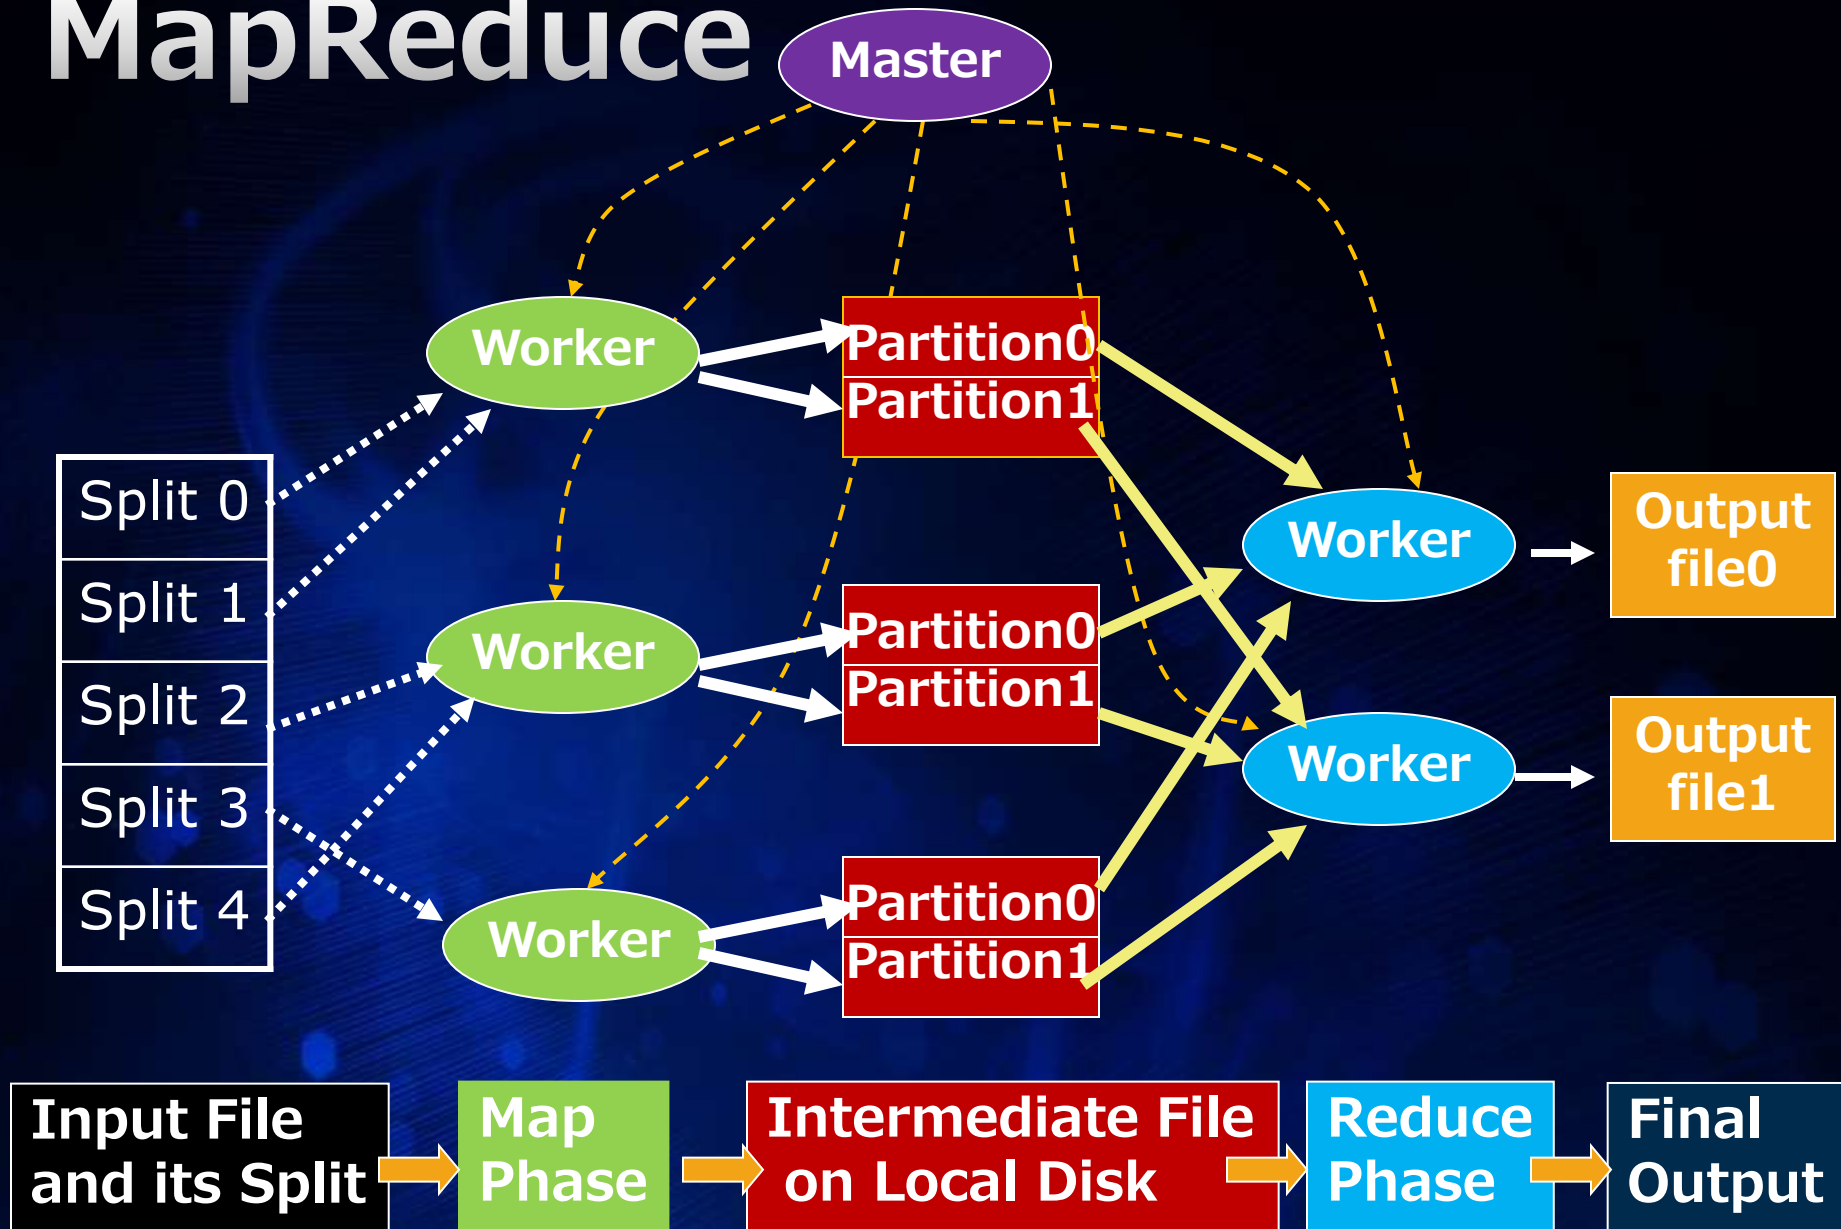 MapReduce
Master
Worker
Partition0
Partition1
Split 0
Split 1
Split 2
Split 3
Split 4
Worker
Partition0
Partition1
Worker
Partition0
Partition1
Worker
Output
file0
Worker
Output
file1
Input File
and its Split
Map
Phase
Intermediate File
on Local Disk
Reduce
Phase
Final
Output